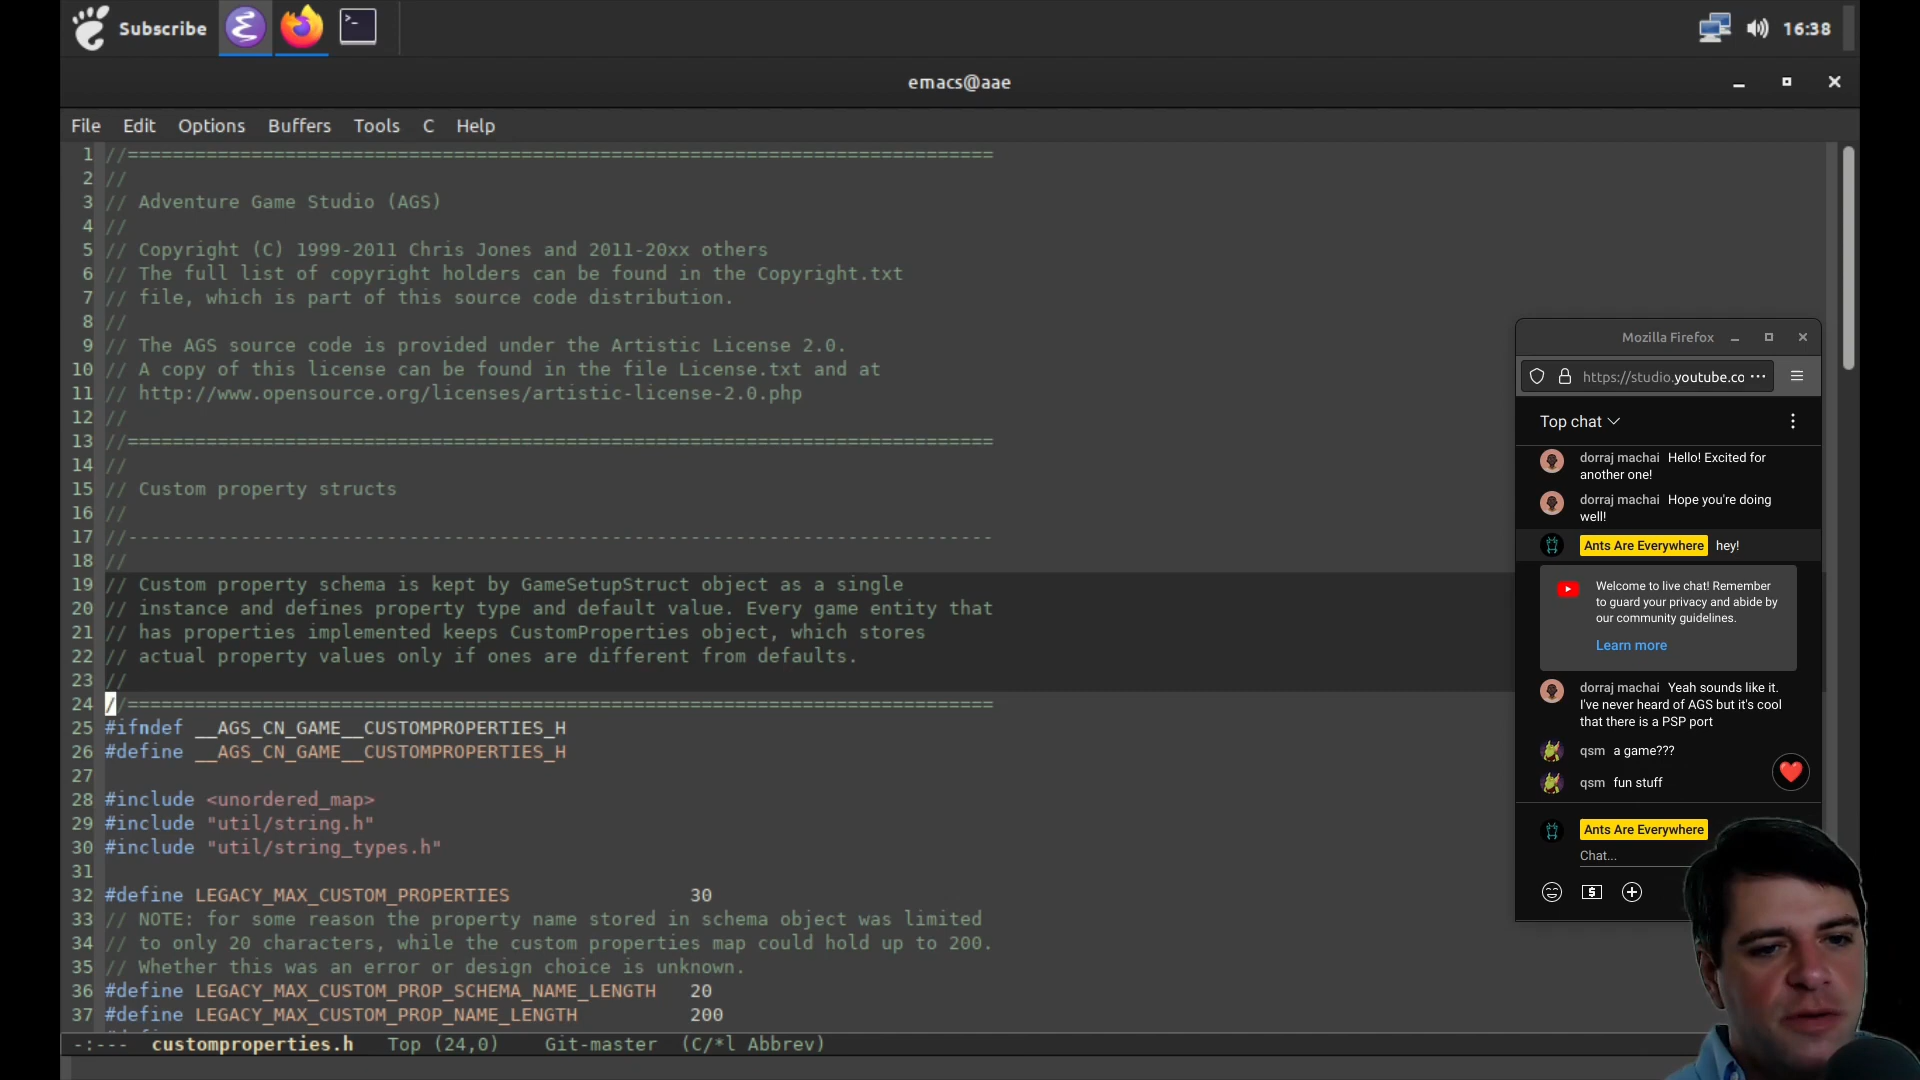 Subscribe
16:38
emacs@aae
File Edit Options Buffers Tools C Help
1 //=============================================================================
2 //
3 // Adventure Game Studio (AGS)
4 //
5 // Copyright (C) 1999-2011 Chris Jones and 2011-20xx others
6 // The full list of copyright holders can be found in the Copyright.txt
7 // file, which is part of this source code distribution.
8 //
9 // The AGS source code is provided under the Artistic License 2.0.
10 // A copy of this license can be found in the file License.txt and at
11 // http://www.opensource.org/licenses/artistic-license-2.0.php
12 //
13 //=============================================================================
14 //
15 // Custom property structs
16 //
17 //-----------------------------------------------------------------------------
18 //
19 // Custom property schema is kept by GameSetupStruct object as a single
20 // instance and defines property type and default value. Every game entity that
21 // has properties implemented keeps CustomProperties object, which stores
22 // actual property values only if ones are different from defaults.
23 //
24 //=============================================================================
25 #ifndef __AGS_CN_GAME__CUSTOMPROPERTIES_H
26 #define __AGS_CN_GAME__CUSTOMPROPERTIES_H
27
28 #include <unordered_map>
29 #include "util/string.h"
30 #include "util/string_types.h"
31
32 #define LEGACY_MAX_CUSTOM_PROPERTIES 30
33 // NOTE: for some reason the property name stored in schema object was limited
34 // to only 20 characters, while the custom properties map could hold up to 200.
35 // Whether this was an error or design choice is unknown.
36 #define LEGACY_MAX_CUSTOM_PROP_SCHEMA_NAME_LENGTH 20
37 #define LEGACY_MAX_CUSTOM_PROP_NAME_LENGTH 200
-:--- customproperties.h Top (24,0) Git-master (C/*l Abbrev)
Mozilla Firefox
https://studio.youtube.co
Top chat
dorraj machai Hello! Excited for
another one!
dorraj machai Hope you're doing
well!
Ants Are Everywhere hey!
Welcome to live chat! Remember
to guard your privacy and abide by
our community guidelines.
Learn more
dorraj machai Yeah sounds like it.
I've never heard of AGS but it's cool
that there is a PSP port
qsm a game???
qsm fun stuff
Ants Are Everywhere
Chat...